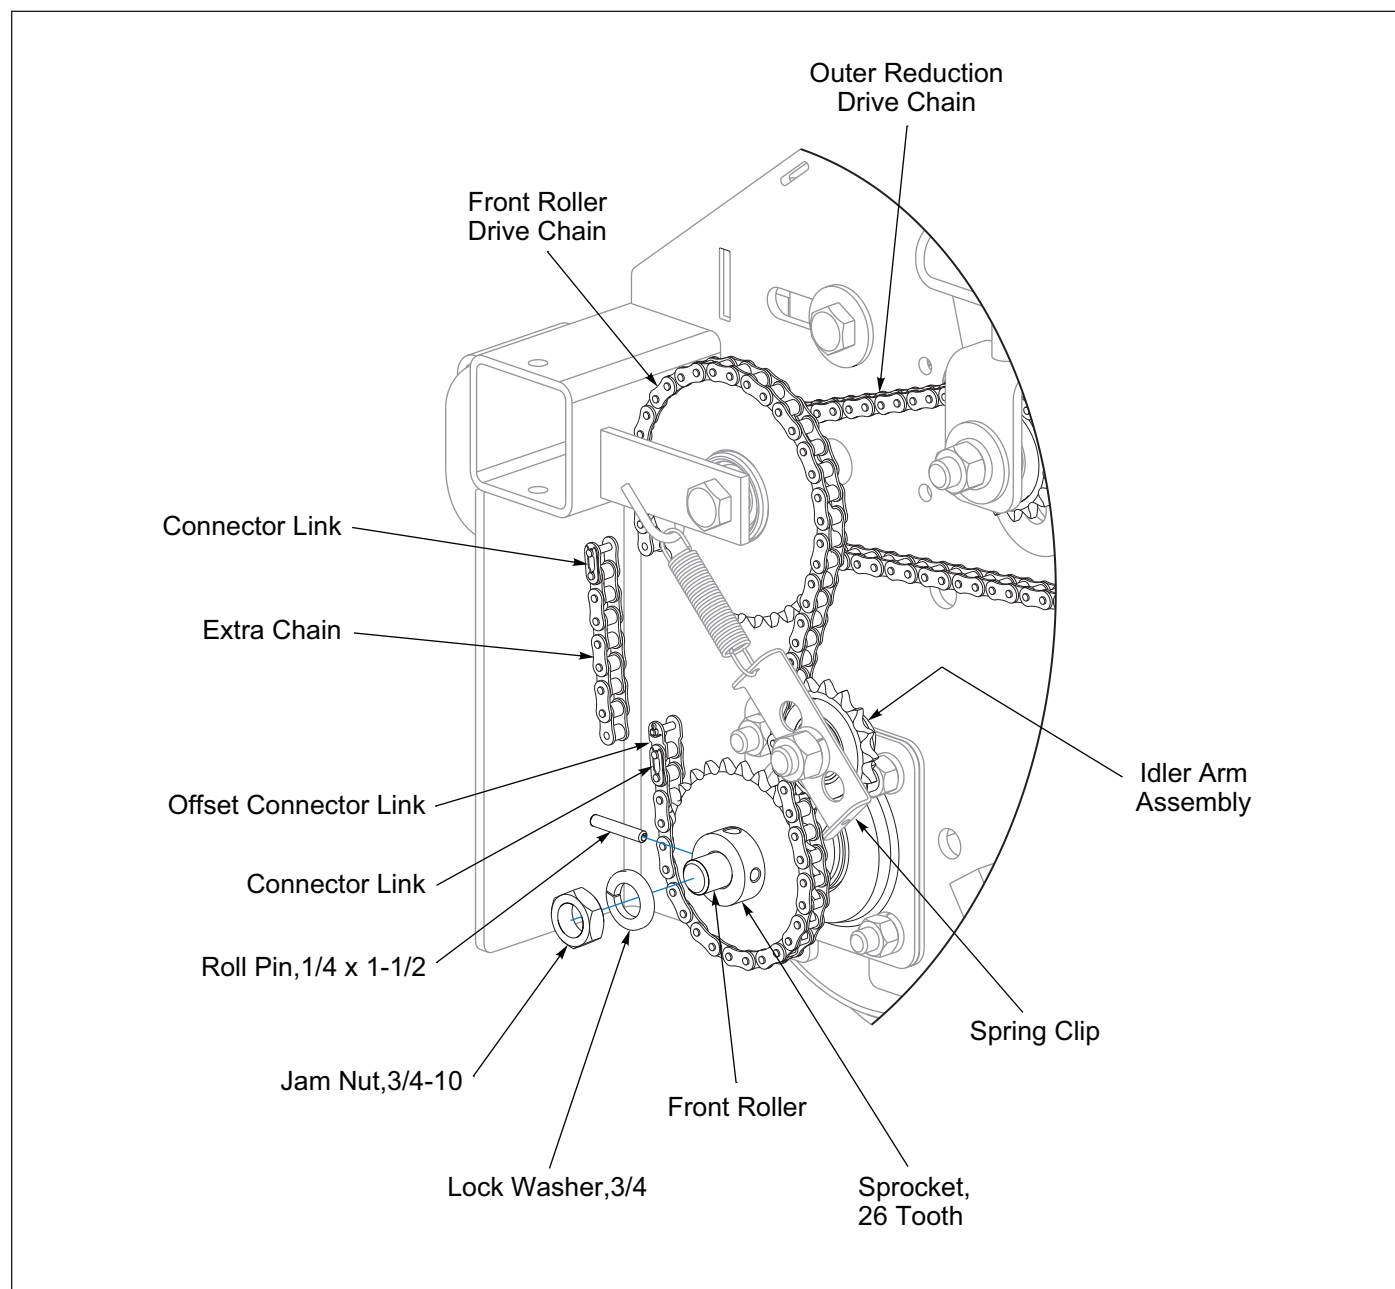 Outer Reduction
Drive Chain
Front Roller
Drive Chain
Connector Link
Extra Chain
Idler Arm
Assembly
Offset Connector Link
Connector Link
Roll Pin,1/4 x 1-1/2
Spring Clip
Jam Nut,3/4-10
Front Roller
Lock Washer,3/4
Sprocket,
26 Tooth